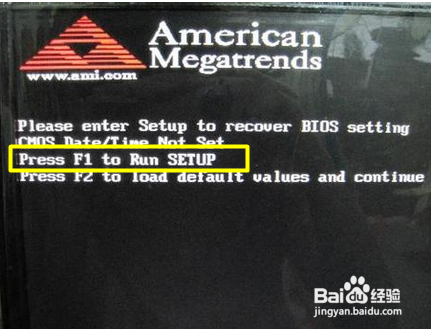 American
Megatrends
www.ami.com
Please enter Setup to recover BIOS setting
CMOS Date/Time Not Set
Press F1 to Run SETUP
Press F2 to load default values and continue
Bai du 经验
jingyan.baidu.com